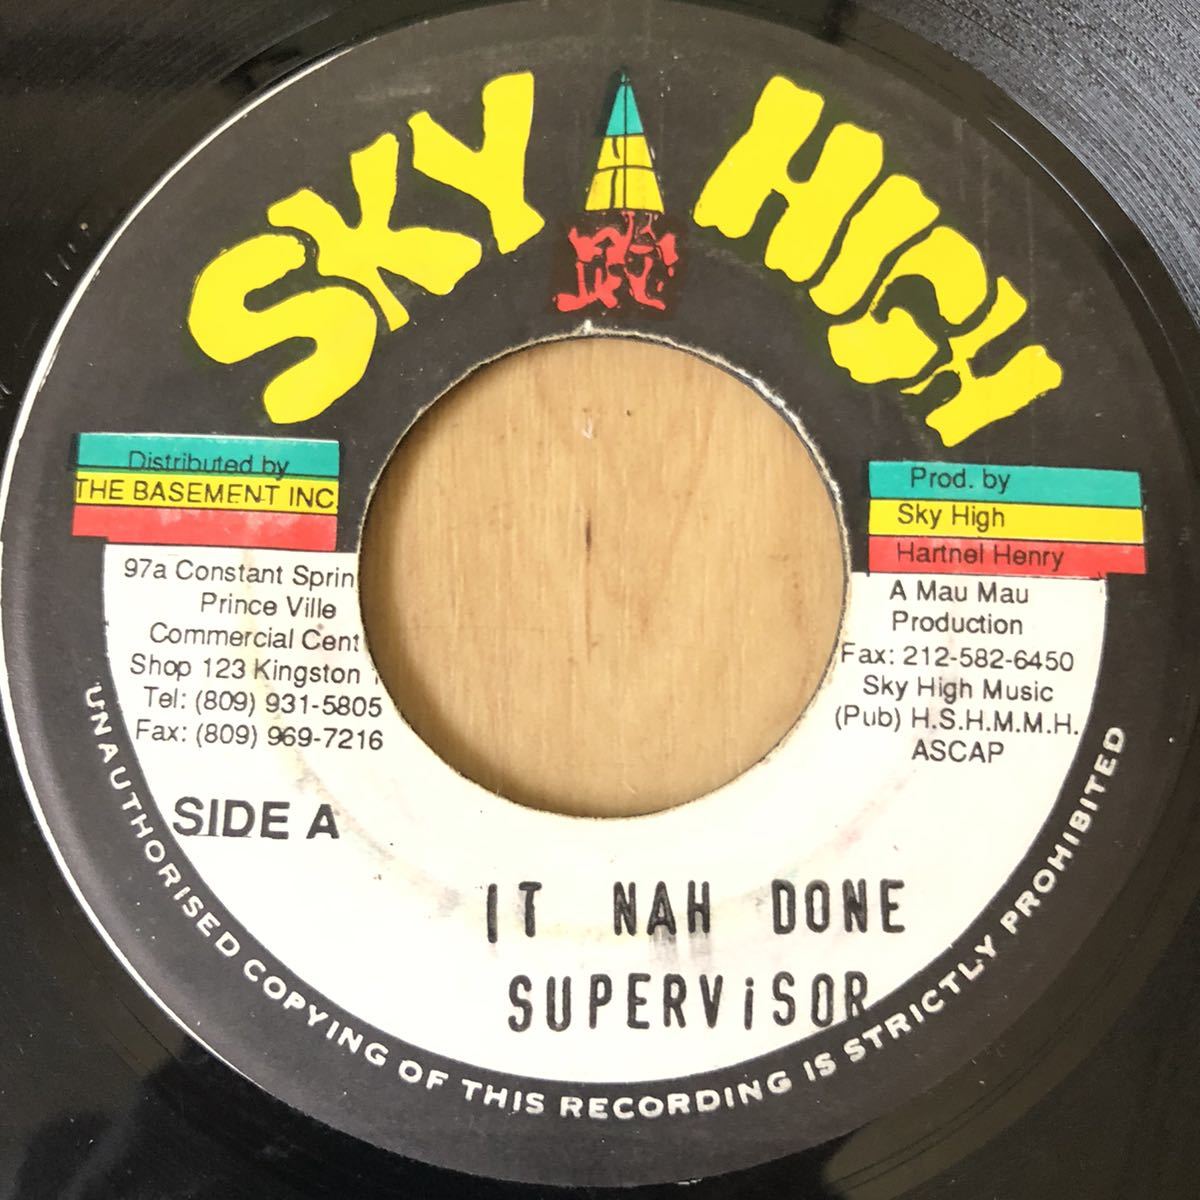 SKY HIGH
Distributed by
THE BASEMENT INC.
97a Constant Sprin
Prince Ville
Commercial Cent
Shop 123 Kingston
Tel: (809) 931-5805
Fax: (809) 969-7216
SIDE A
Prod. by
Sky High
Hartnel Henry
A Mau Mau
Production
Fax: 212-582-6450
Sky High Music
(Pub) H.S.H.M.M.H.
ASCAP
IT NAH DONE
SUPERViSOR
UNAUTHORISED COPYING OF THIS RECORDING IS STRICTLY PROHIBITED